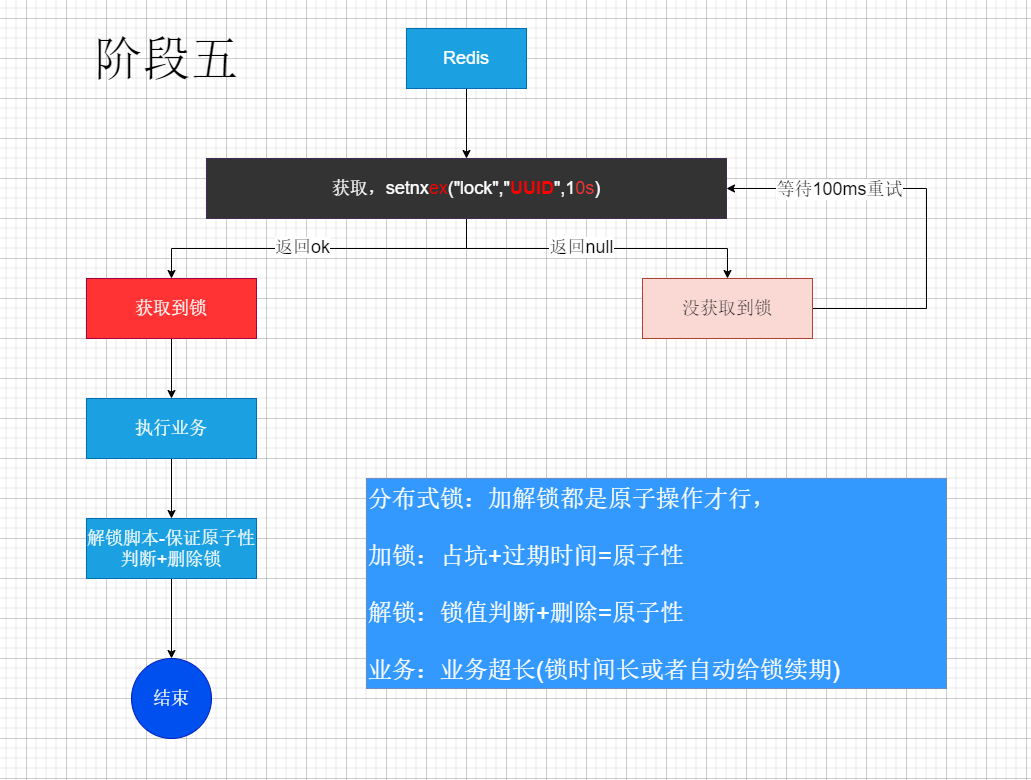 阶段五
Redis
获取，setnxex("lock","UUID",10s)
等待100ms重试
返回ok
返回null
获取到锁
没获取到锁
执行业务
解锁脚本-保证原子性
判断+删除锁
结束
分布式锁：加解锁都是原子操作才行，
加锁：占坑+过期时间=原子性
解锁：锁值判断+删除=原子性
业务：业务超长(锁时间长或者自动给锁续期)